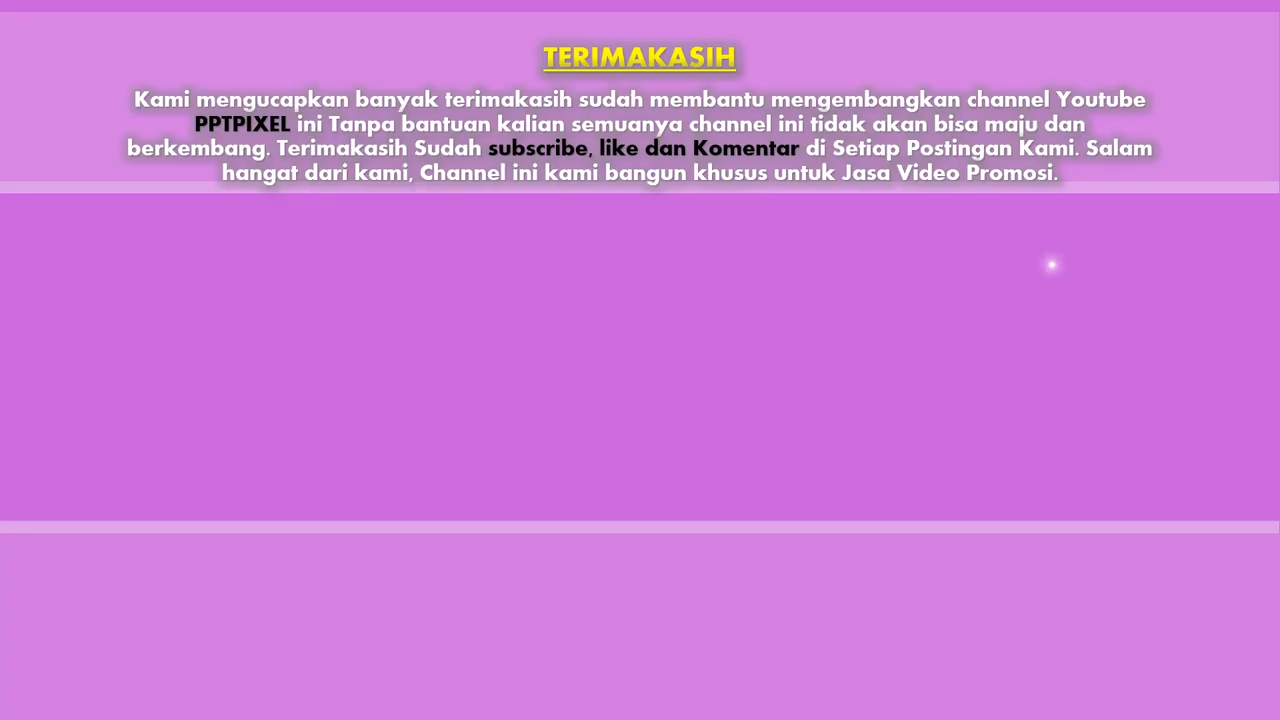 TERIMAKASIH
Kami mengucapkan banyak terimakasih sudah membantu mengembangkan channel Youtube
PPTPIXEL ini Tanpa bantuan kalian semuanya channel ini tidak akan bisa maju dan
berkembang. Terimakasih Sudah subscribe, like dan Komentar di Setiap Postingan Kami. Salam
hangat dari kami, Channel ini kami bangun khusus untuk Jasa Video Promosi.